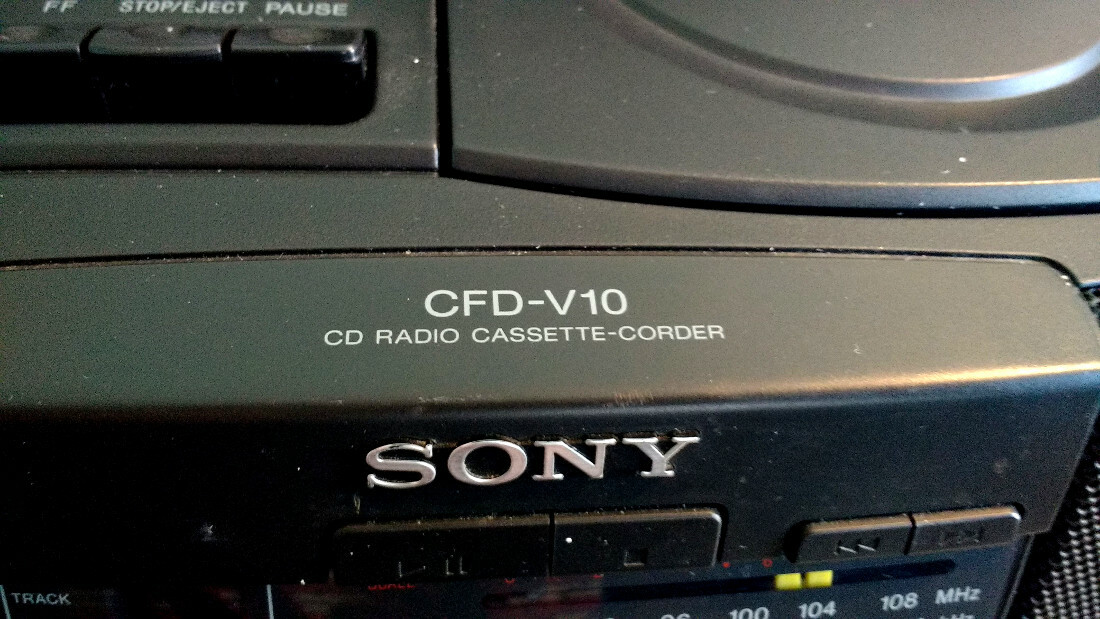 FF STOP/EJECT PAUSE
CFD-V10
CD RADIO CASSETTE-CORDER
SONY
TRACK
100 104 108 MHz